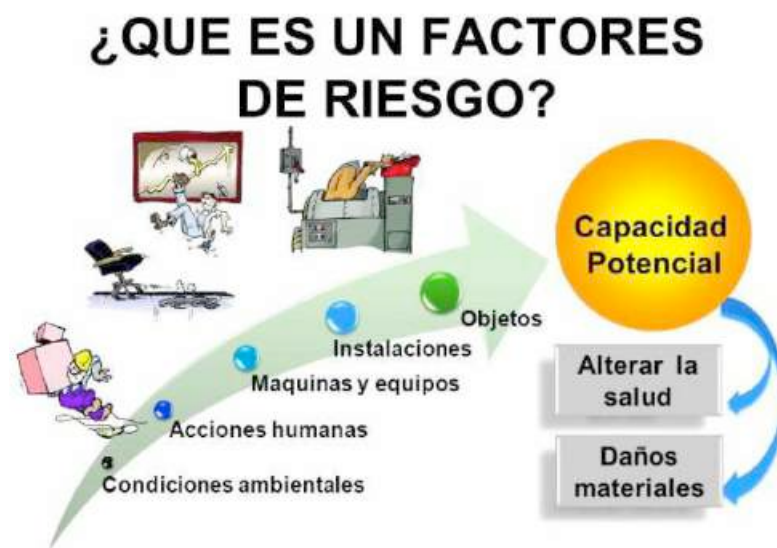 ¿QUE ES UN FACTORES
DE RIESGO?
Capacidad
Potencial
Objetos
Instalaciones
Maquinas y equipos
Acciones humanas
Condiciones ambientales
Alterar la
salud
Daños
materiales